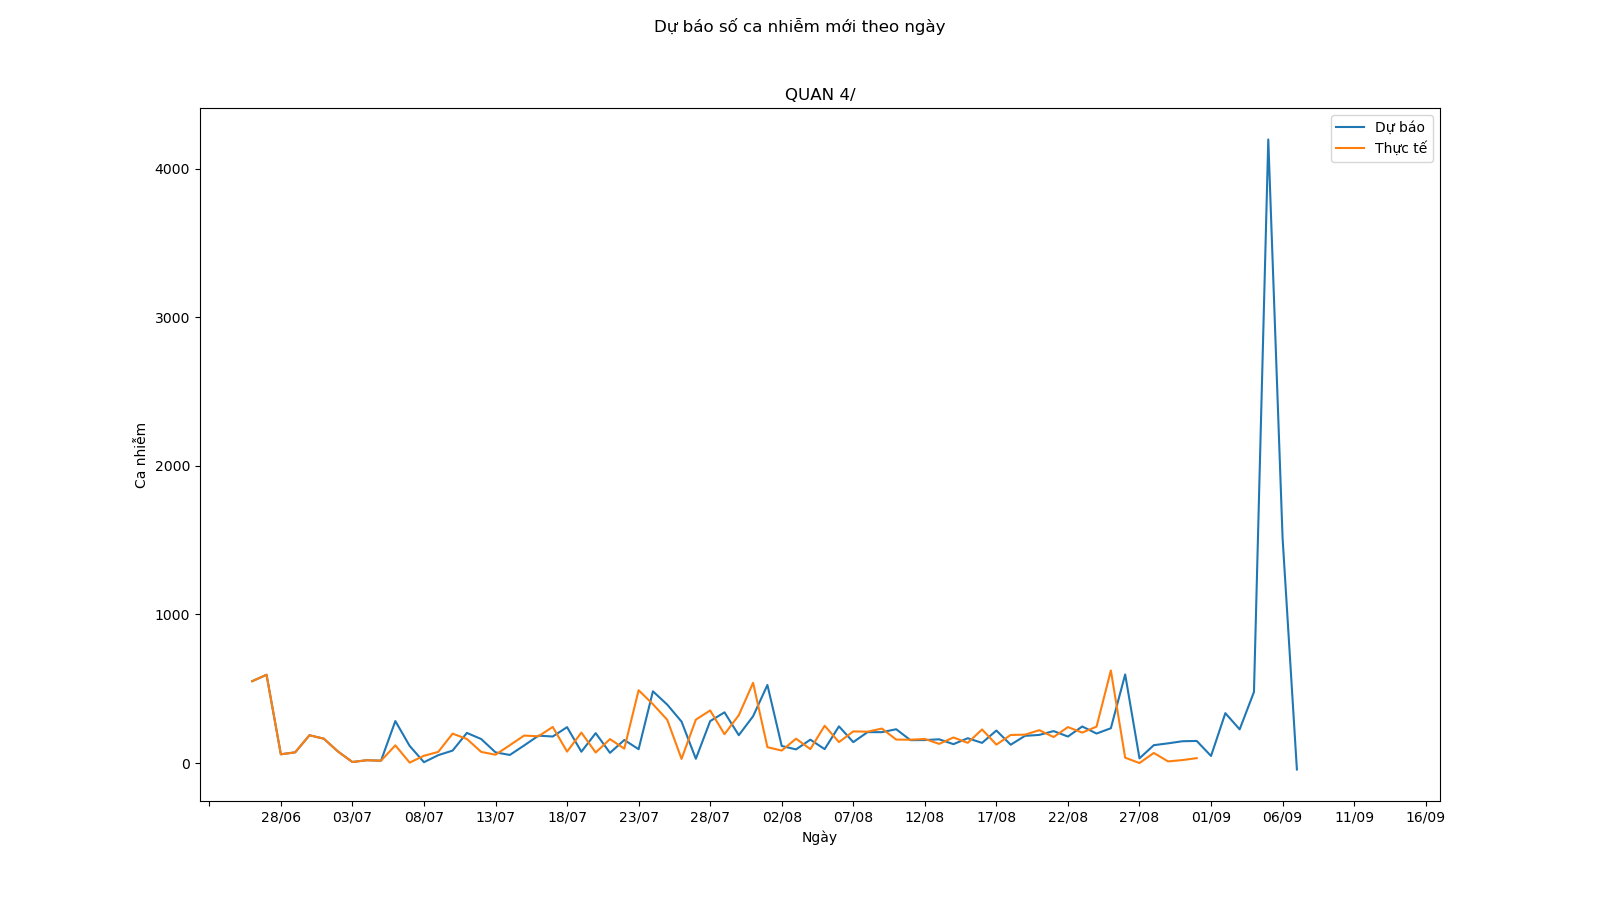 Dự báo số ca nhiễm mới theo ngày
QUAN 4/
Dự báo
Thực tế
4000
3000
2000
1000
0
Ca nhiễm
28/06 03/07 08/07 13/07 18/07 23/07 28/07 02/08 07/08 12/08 17/08 22/08 27/08 01/09 06/09 11/09 16/09
Ngày